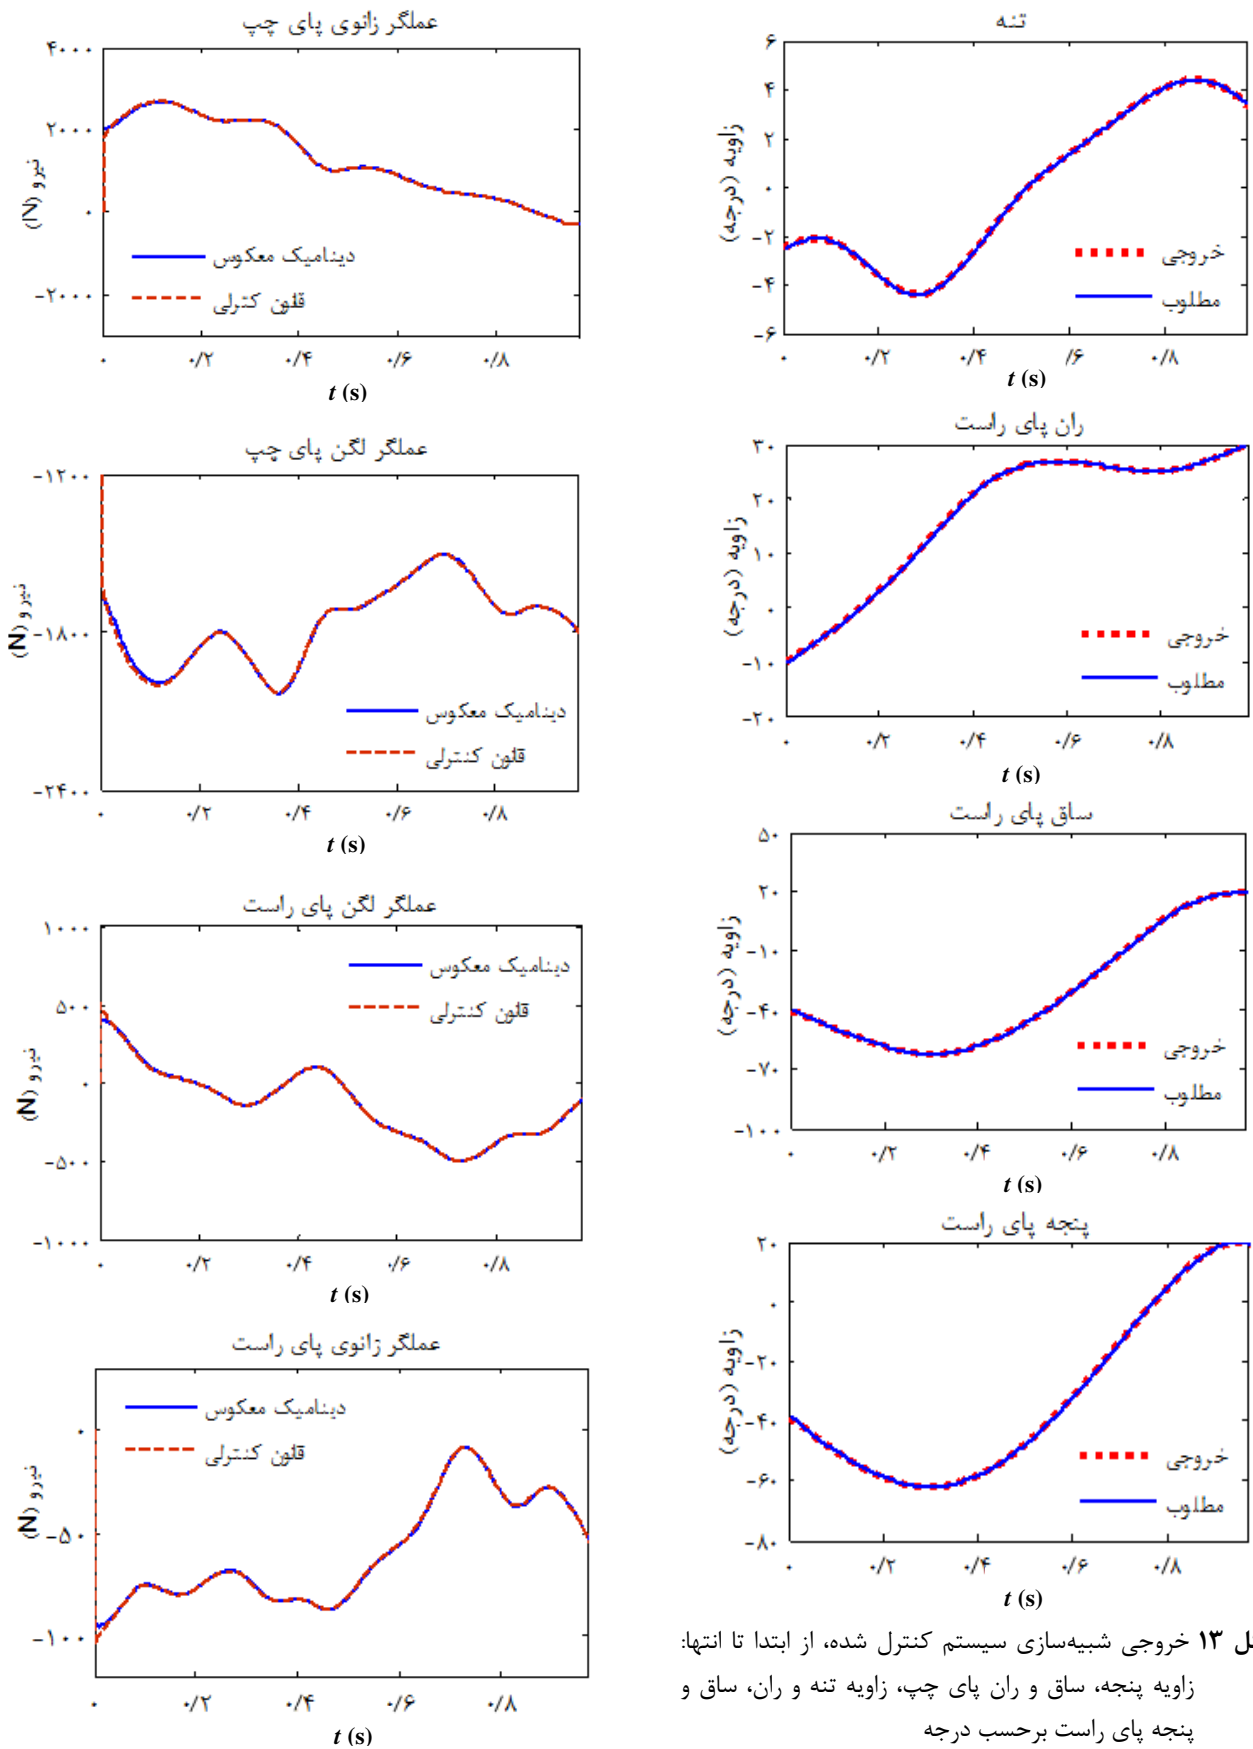 عملگر زانوی پای چپ
۴۰۰۰
۲۰۰۰
۰
-۲۰۰۰
نیرو (N)
دینامیک معکوس
قانون کنترلی
۰ ۰/۲ ۰/۴ ۰/۶ ۰/۸
t (s)
عملگر لگن پای چپ
-۱۲۰۰
-۱۸۰۰
-۲۴۰۰
نیرو (N)
دینامیک معکوس
قانون کنترلی
۰ ۰/۲ ۰/۴ ۰/۶ ۰/۸
t (s)
عملگر لگن پای راست
۱۰۰۰
۵۰۰
۰
-۵۰۰
-۱۰۰۰
نیرو (N)
دینامیک معکوس
قانون کنترلی
۰ ۰/۲ ۰/۴ ۰/۶ ۰/۸
t (s)
عملگر زانوی پای راست
۰
-۵۰
-۱۰۰
نیرو (N)
دینامیک معکوس
قانون کنترلی
۰ ۰/۲ ۰/۴ ۰/۶ ۰/۸
t (s)
تنه
۶
۴
۲
۰
-۲
-۴
-۶
زاویه (درجه)
خروجی
مطلوب
۰ ۰/۲ ۰/۴ ۰/۶ ۰/۸
t (s)
ران پای راست
۳۰
۲۰
۱۰
۰
-۱۰
-۲۰
زاویه (درجه)
خروجی
مطلوب
۰ ۰/۲ ۰/۴ ۰/۶ ۰/۸
t (s)
ساق پای راست
۵۰
۲۰
-۱۰
-۴۰
-۷۰
-۱۰۰
زاویه (درجه)
خروجی
مطلوب
۰ ۰/۲ ۰/۴ ۰/۶ ۰/۸
t (s)
پنجه پای راست
۲۰
۰
-۲۰
-۴۰
-۶۰
-۸۰
زاویه (درجه)
خروجی
مطلوب
۰ ۰/۲ ۰/۴ ۰/۶ ۰/۸
t (s)
ل ۱۳ خروجی شبیه‌سازی سیستم کنترل شده، از ابتدا تا انتها:
زاویه پنجه، ساق و ران پای چپ، زاویه تنه و ران، ساق و
پنجه پای راست برحسب درجه